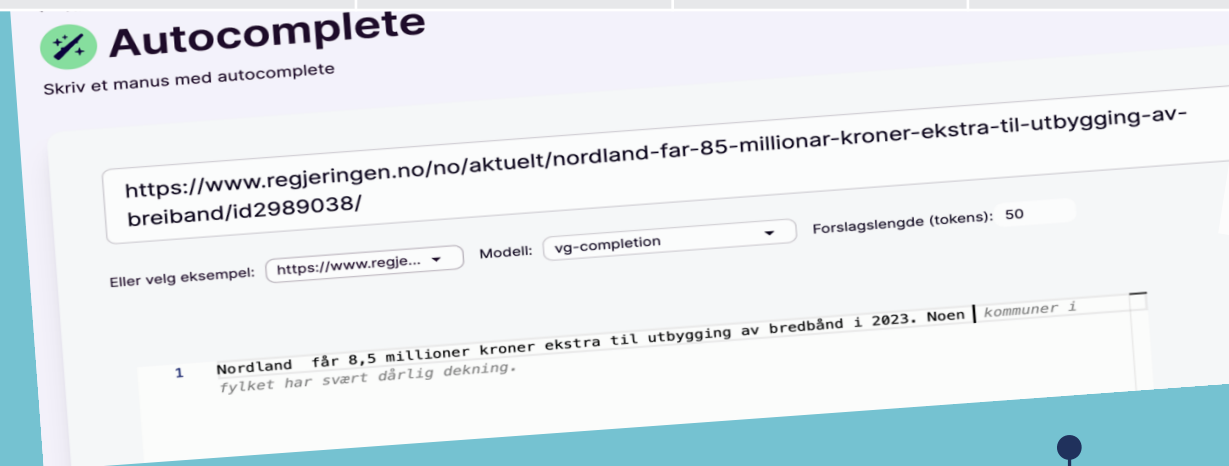 Autocomplete
Skriv et manus med autocomplete
https://www.regjeringen.no/no/aktuelt/nordland-far-85-millionar-kroner-ekstra-til-utbygging-av-
breiband/id2989038/
Eller velg eksempel: https://www.regje... Modell: vg-completion Forslagslengde (tokens): 50
1 Nordland  får 8,5 millioner kroner ekstra til utbygging av bredbånd i 2023. Noen kommuner i
fylket har svært dårlig dekning.